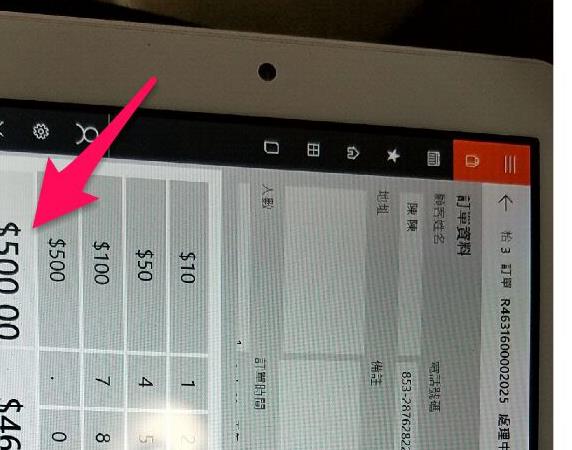 ← 枱 3 訂單 R4631600002025 處理中
訂單資料
顧客姓名 電話號碼
陳 陳 853-28762822
地址 備註
人數 訂單時間
$10 1 2
$50 4 5
$100 7 8
$500 . 0
$500.00 $46